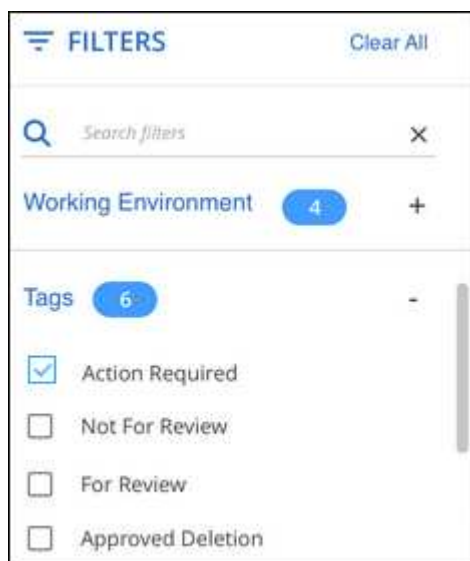 FILTERS Clear All
Search filters ×
Working Environment 4 +
Tags 6 -
Action Required
Not For Review
For Review
Approved Deletion